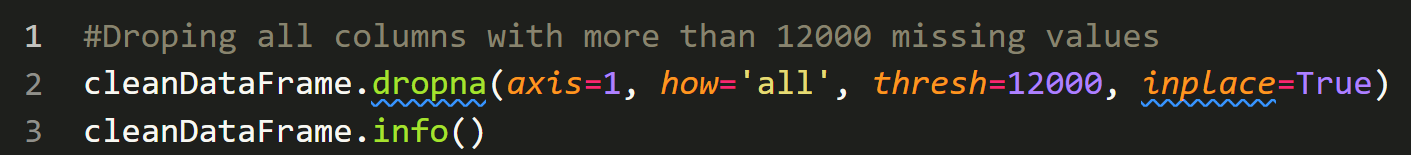 1 #Droping all columns with more than 12000 missing values
2 cleanDataFrame.dropna(axis=1, how='all', thresh=12000, inplace=True)
3 cleanDataFrame.info()